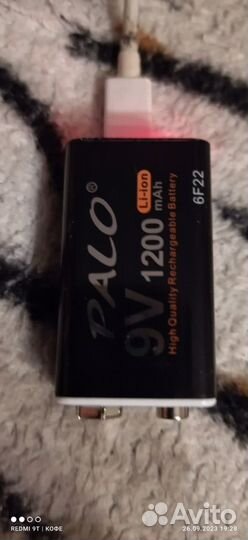 PALO®
9V 1200 mAh
Li-ion
High Quality Rechargeable Battery
6F22
REDMI 9T | КОФЕ
26.09.2023 19:28
Avito